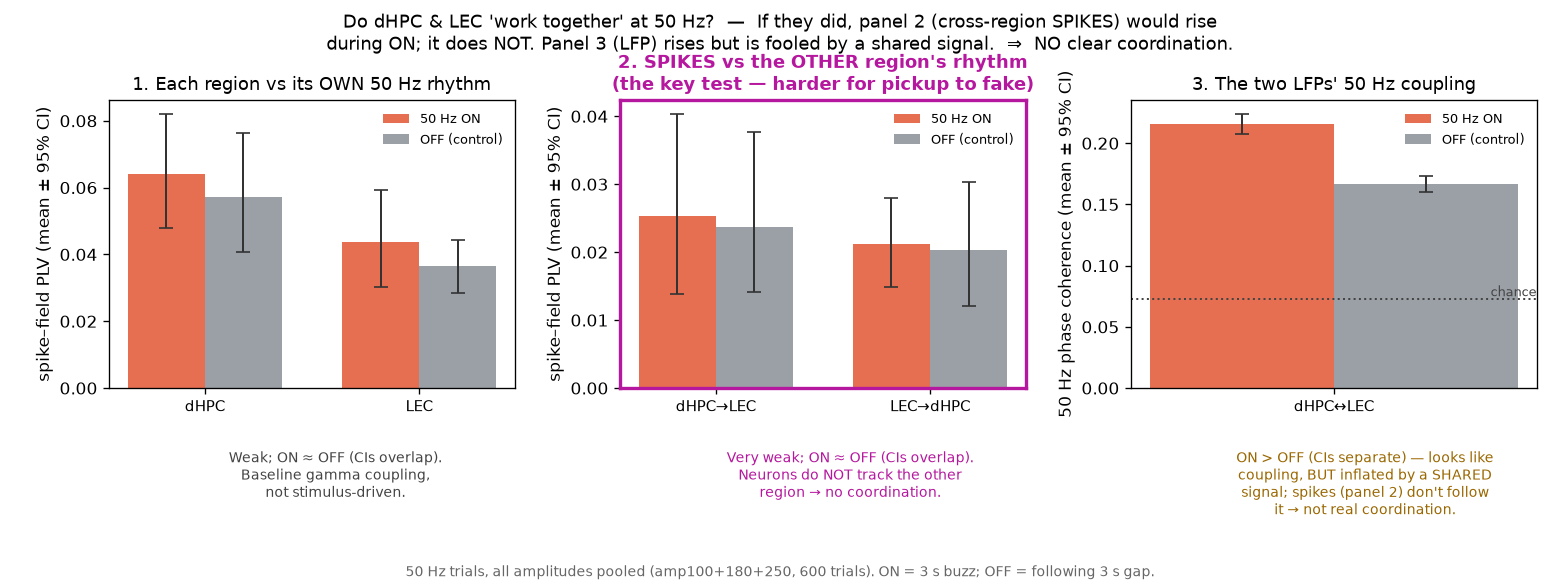 Do dHPC & LEC 'work together' at 50 Hz?  —  If they did, panel 2 (cross-region SPIKES) would rise
during ON; it does NOT. Panel 3 (LFP) rises but is fooled by a shared signal.  ⇒  NO clear coordination.
1. Each region vs its OWN 50 Hz rhythm
spike–field PLV (mean ± 95% CI)
0.08
0.06
0.04
0.02
0.00
50 Hz ON
OFF (control)
dHPC
LEC
Weak; ON ≈ OFF (CIs overlap).
Baseline gamma coupling,
not stimulus-driven.
2. SPIKES vs the OTHER region's rhythm
(the key test — harder for pickup to fake)
spike–field PLV (mean ± 95% CI)
0.04
0.03
0.02
0.01
0.00
50 Hz ON
OFF (control)
dHPC→LEC
LEC→dHPC
Very weak; ON ≈ OFF (CIs overlap).
Neurons do NOT track the other
region → no coordination.
3. The two LFPs' 50 Hz coupling
50 Hz phase coherence (mean ± 95% CI)
0.20
0.15
0.10
0.05
0.00
50 Hz ON
OFF (control)
chance
dHPC↔LEC
ON > OFF (CIs separate) — looks like
coupling, BUT inflated by a SHARED
signal; spikes (panel 2) don't follow
it → not real coordination.
50 Hz trials, all amplitudes pooled (amp100+180+250, 600 trials). ON = 3 s buzz; OFF = following 3 s gap.